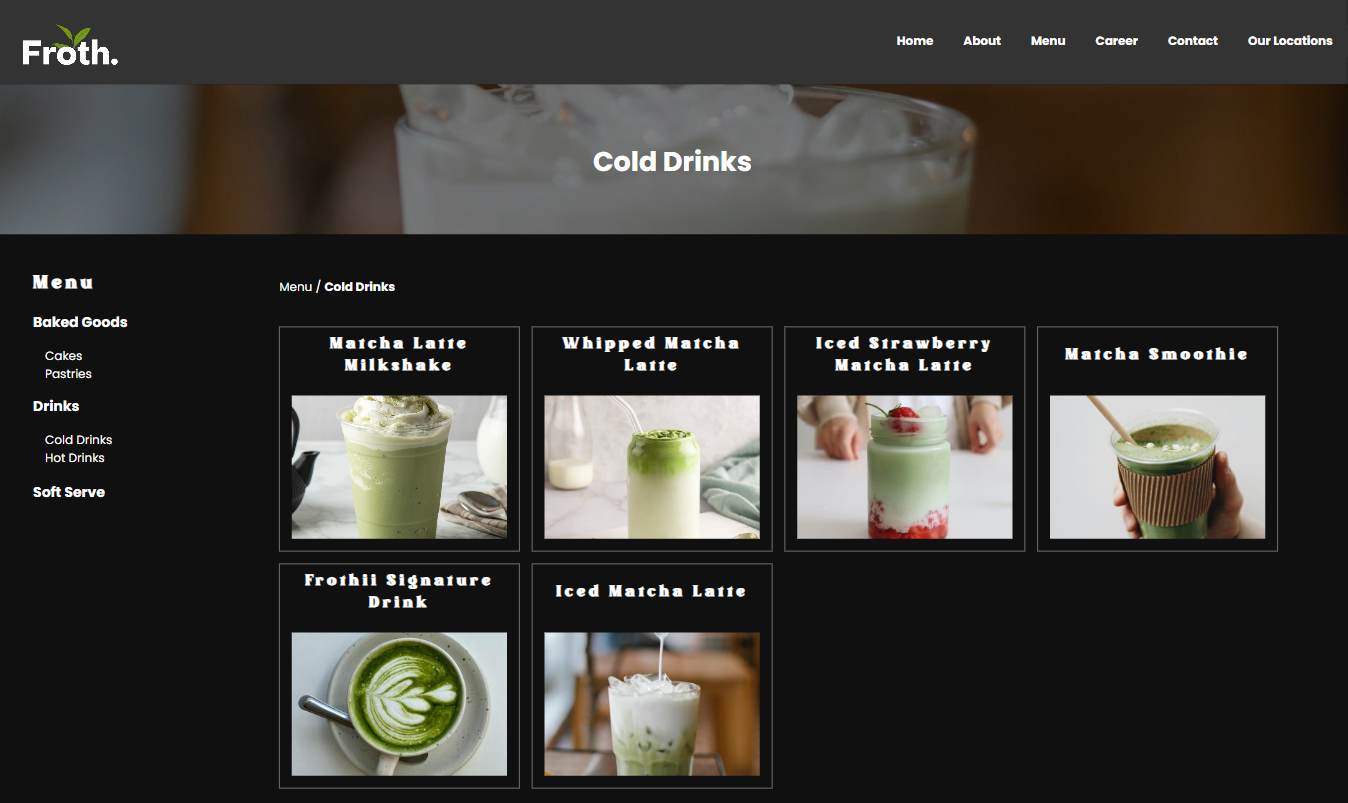 Froth.
Home About Menu Career Contact Our Locations
Cold Drinks
Menu
Baked Goods
Cakes
Pastries
Drinks
Cold Drinks
Hot Drinks
Soft Serve
Menu / Cold Drinks
Matcha Latte
Milkshake
Whipped Matcha
Latte
Iced Strawberry
Matcha Latte
Matcha Smoothie
Frothii Signature
Drink
Iced Matcha Latte